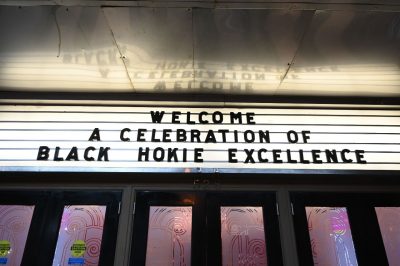 WELCOME
A CELEBRATION OF
BLACK HOKIE EXCELLENCE